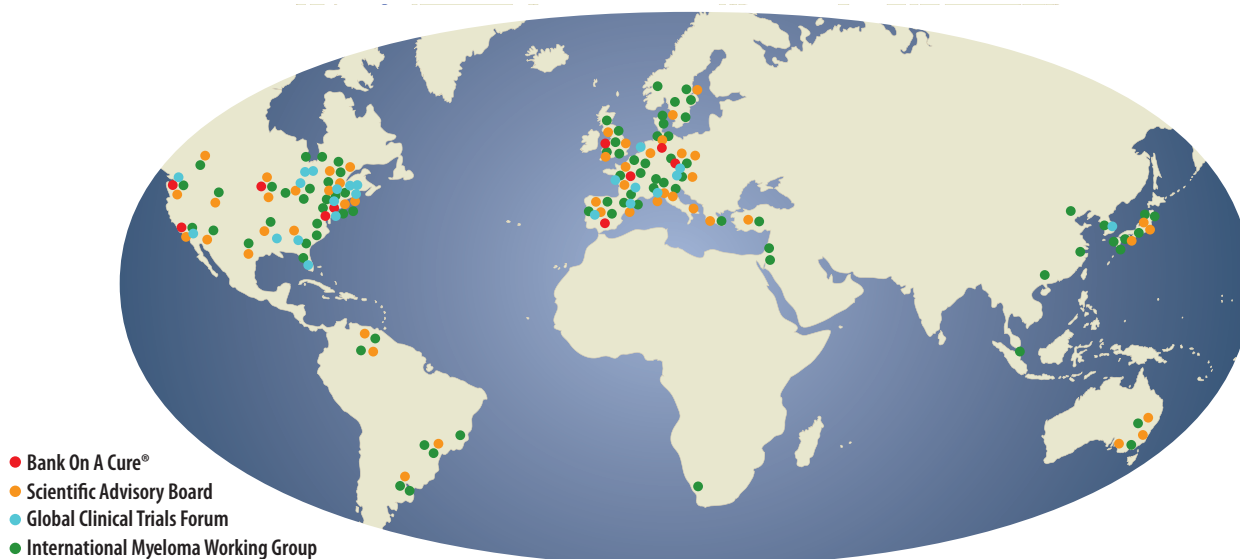 Bank On A Cure®
Scientific Advisory Board
Global Clinical Trials Forum
International Myeloma Working Group